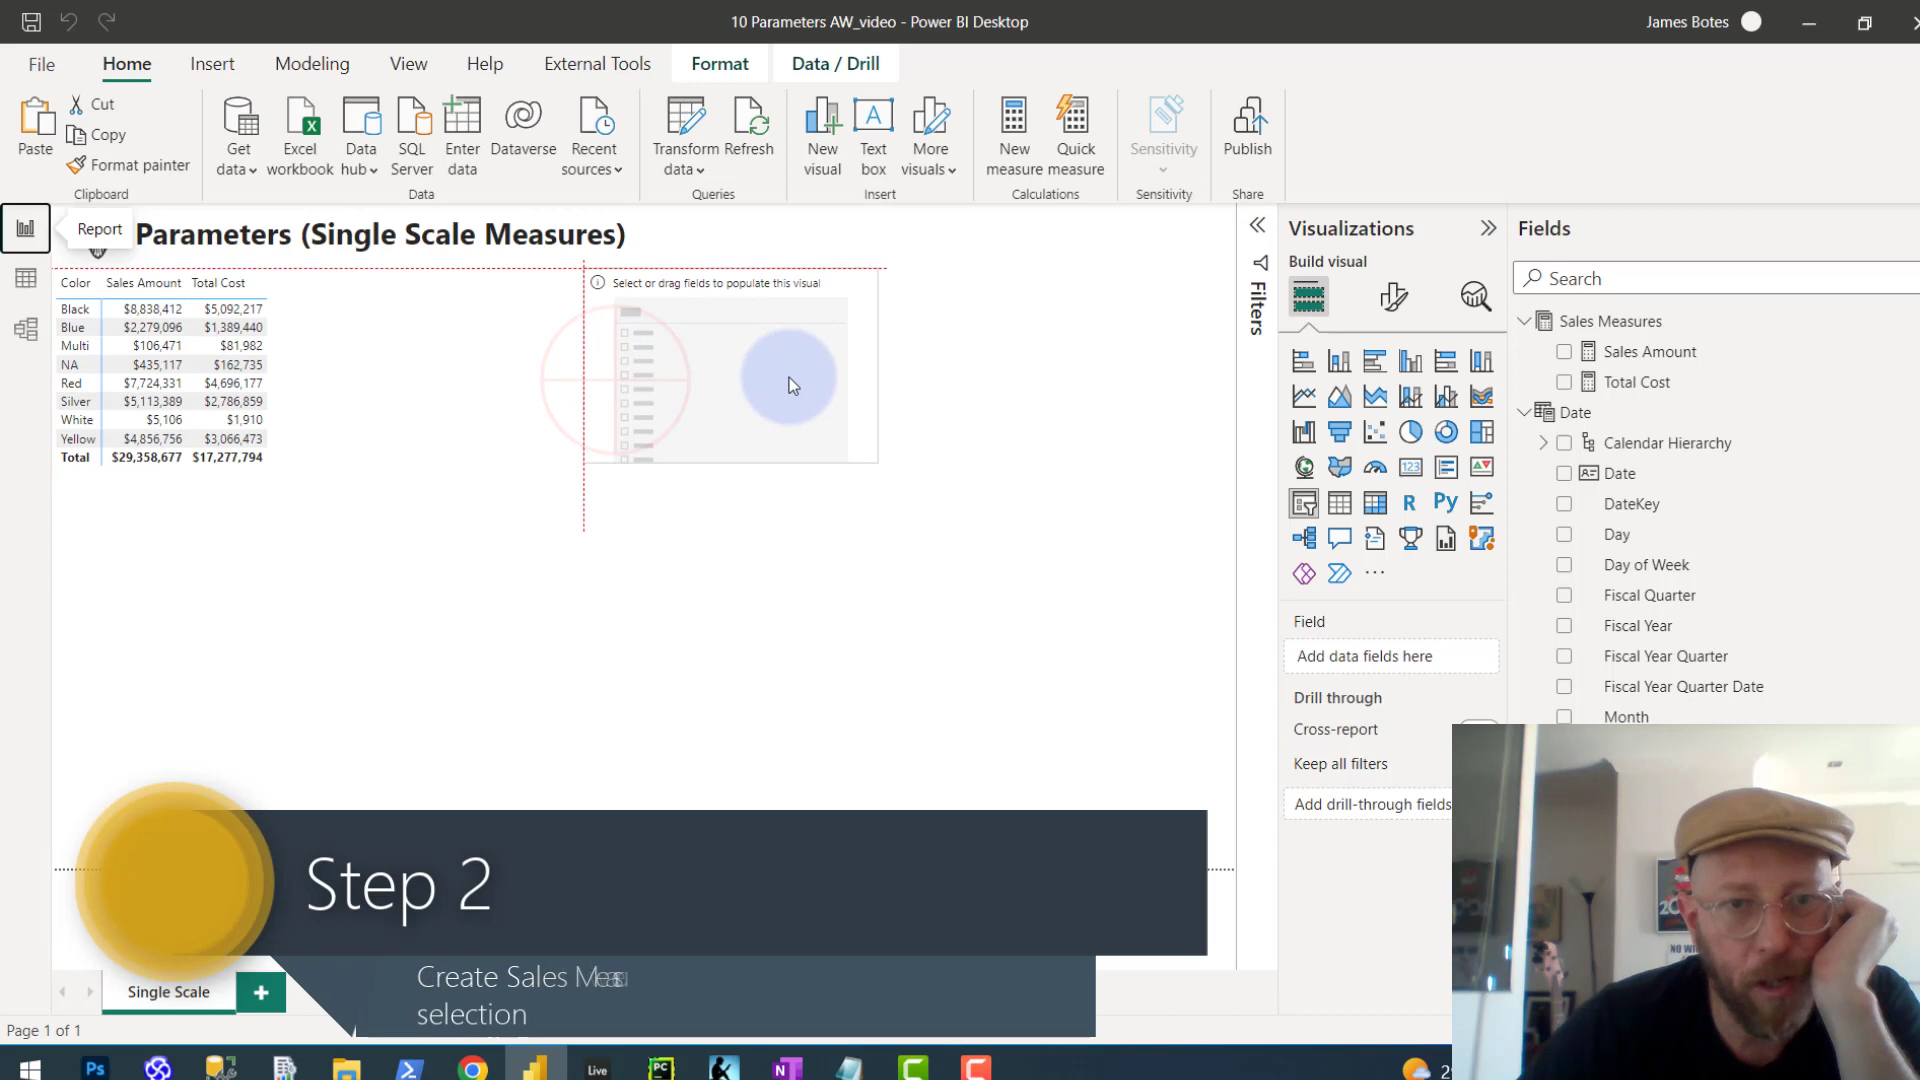 10 Parameters AW_video - Power BI Desktop
James Botes
File
Home
Insert
Modeling
View
Help
External Tools
Format
Data / Drill
Paste
Cut
Copy
Format painter
Clipboard
Get data
Excel workbook
Data hub
SQL Server
Enter data
Dataverse
Recent sources
Data
Transform data
Refresh
Queries
New visual
Text box
More visuals
Insert
New measure
Quick measure
Calculations
Sensitivity
Sensitivity
Publish
Share
Report
Parameters (Single Scale Measures)
Color Sales Amount Total Cost
Black $8,838,412 $5,092,217
Blue $2,279,096 $1,389,440
Multi $106,471 $81,982
NA $435,117 $162,735
Red $7,724,331 $4,696,177
Silver $5,113,389 $2,786,859
White $5,106 $1,910
Yellow $4,856,756 $3,066,473
Total $29,358,677 $17,277,794
Select or drag fields to populate this visual
Filters
Visualizations
Build visual
123
R
Py
Field
Add data fields here
Drill through
Cross-report
Keep all filters
Add drill-through fields
Fields
Search
Sales Measures
Sales Amount
Total Cost
Date
Calendar Hierarchy
Date
DateKey
Day
Day of Week
Fiscal Quarter
Fiscal Year
Fiscal Year Quarter
Fiscal Year Quarter Date
Month
Step 2
Create Sales
selection
Single Scale
Page 1 of 1
Ps
Live
PC
N